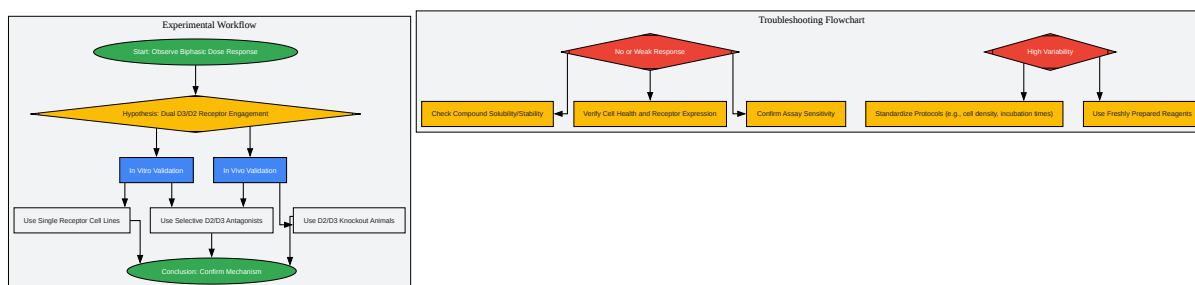 Experimental Workflow
Start: Observe Biphasic Dose Response
Hypothesis: Dual D3/D2 Receptor Engagement
In Vitro Validation
In Vivo Validation
Use Single Receptor Cell Lines
Use Selective D2/D3 Antagonists
Use D2/D3 Knockout Animals
Conclusion: Confirm Mechanism
Troubleshooting Flowchart
No or Weak Response
High Variability
Check Compound Solubility/Stability
Verify Cell Health and Receptor Expression
Confirm Assay Sensitivity
Standardize Protocols (e.g., cell density, incubation times)
Use Freshly Prepared Reagents